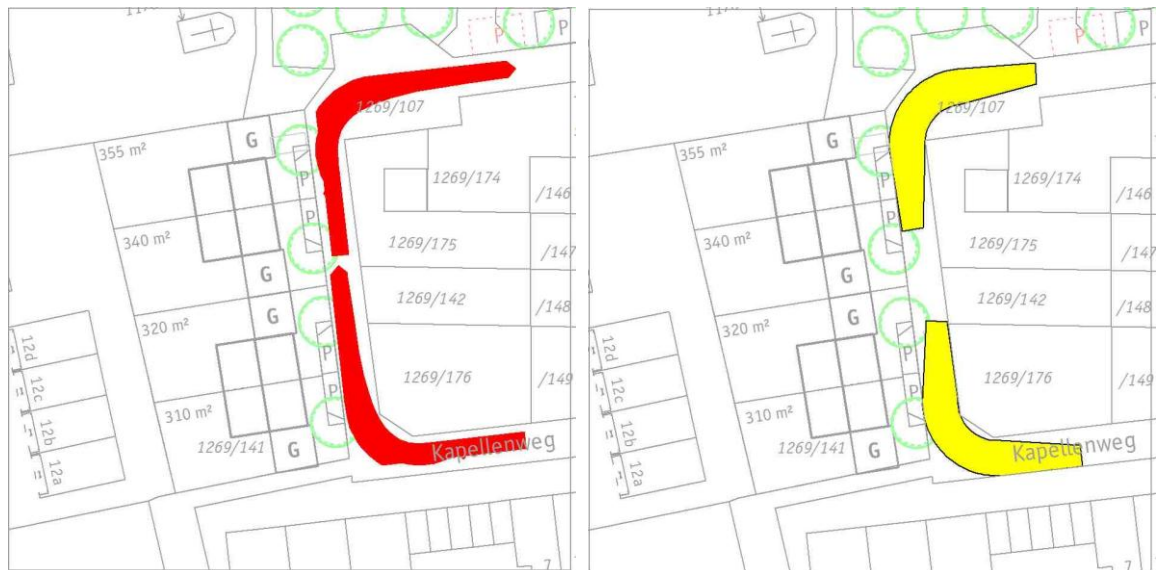 P
P
1269/107
355 m²
G
P
1269/174
/146
P
340 m²
1269/175
/147
G
1269/142
/148
320 m²
G
12d
12c
12b
12a
P
1269/176
/149
P
310 m²
1269/141
G
Kapellenweg
7
P
P
1269/107
355 m²
G
P
1269/174
/146
P
340 m²
1269/175
/147
G
1269/142
/148
320 m²
G
12d
12c
12b
12a
P
1269/176
/149
P
310 m²
1269/141
G
Kapellenweg
7